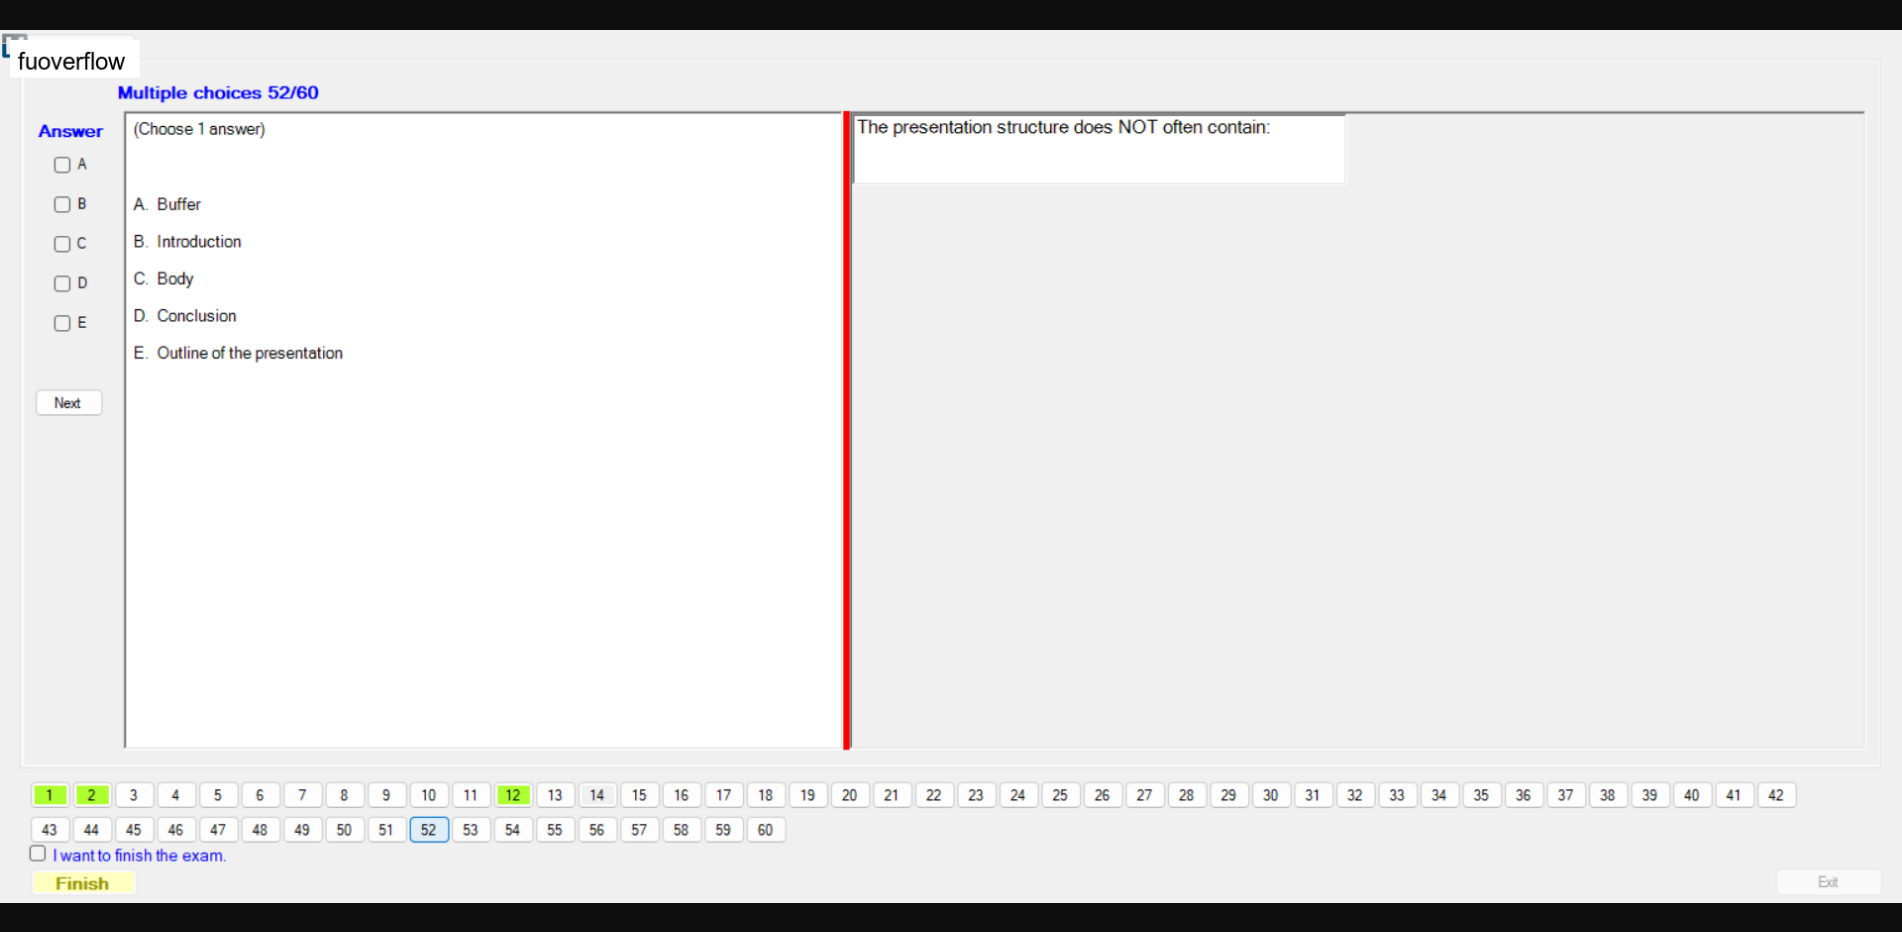 fuoverflow
Multiple choices 52/60
Answer
A
B
C
D
E
Next
(Choose 1 answer)
A. Buffer
B. Introduction
C. Body
D. Conclusion
E. Outline of the presentation
The presentation structure does NOT often contain:
1 2 3 4 5 6 7 8 9 10 11 12 13 14 15 16 17 18 19 20 21 22 23 24 25 26 27 28 29 30 31 32 33 34 35 36 37 38 39 40 41 42
43 44 45 46 47 48 49 50 51 52 53 54 55 56 57 58 59 60
I want to finish the exam.
Finish
Exit